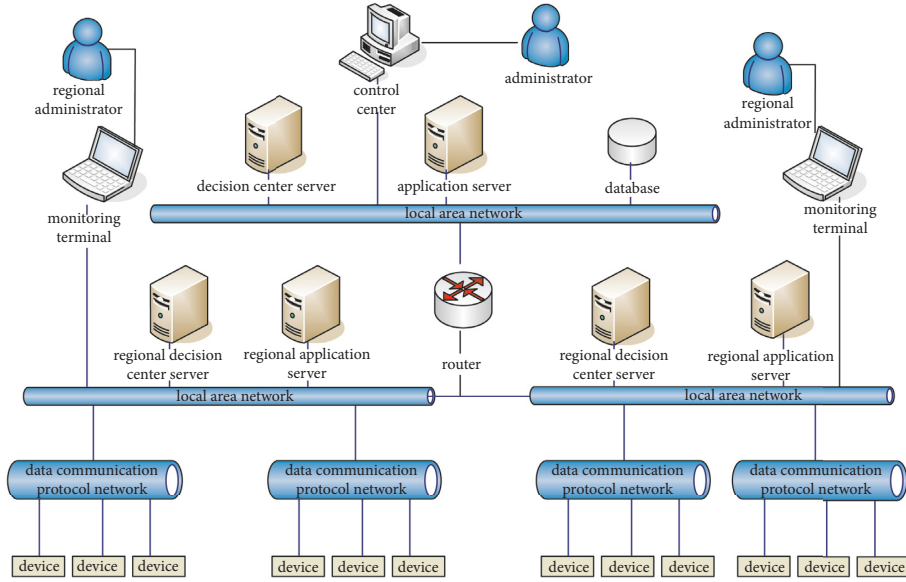 regional
administrator
control
center
administrator
regional
administrator
decision center server
application server
database
monitoring
terminal
local area network
monitoring
terminal
regional decision
center server
regional application
server
router
regional decision
center server
regional application
server
local area network
local area network
data communication
protocol network
data communication
protocol network
data communication
protocol network
data communication
protocol network
device
device
device
device
device
device
device
device
device
device
device
device